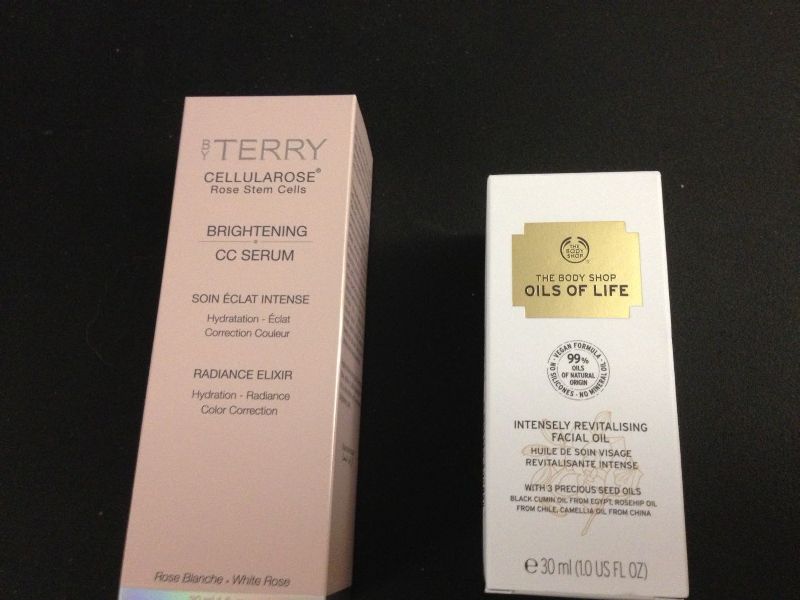 BY TERRY
CELLULAROSE®
Rose Stem Cells
BRIGHTENING
CC SERUM
SOIN ÉCLAT INTENSE
Hydratation - Éclat
Correction Couleur
RADIANCE ELIXIR
Hydration - Radiance
Color Correction
Rose Blanche - White Rose
THE BODY SHOP
THE BODY SHOP
OILS OF LIFE
VEGAN FORMULA
99%
OILS
OF NATURAL
ORIGIN
NO SILICONES - NO MINERAL OIL
INTENSELY REVITALISING
FACIAL OIL
HUILE DE SOIN VISAGE
REVITALISANTE INTENSE
WITH 3 PRECIOUS SEED OILS
BLACK CUMIN OIL FROM EGYPT, ROSEHIP OIL
FROM CHILE, CAMELLIA OIL FROM CHINA
℮ 30 ml (1.0 US FL OZ)